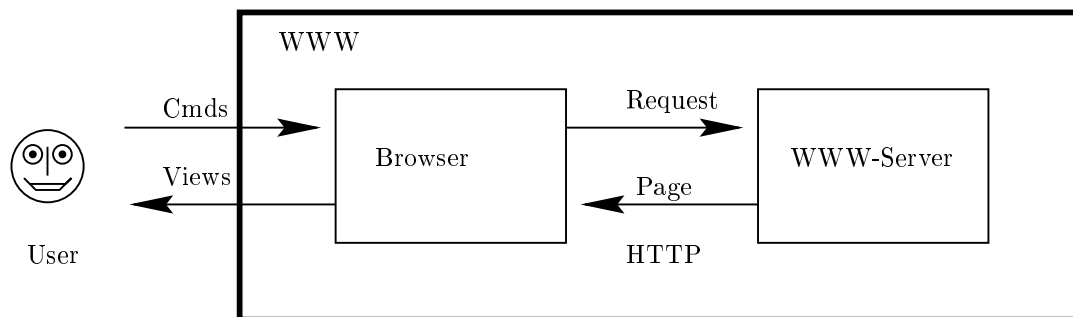 WWW
Cmds
Request
Browser
WWW-Server
Views
Page
User
HTTP